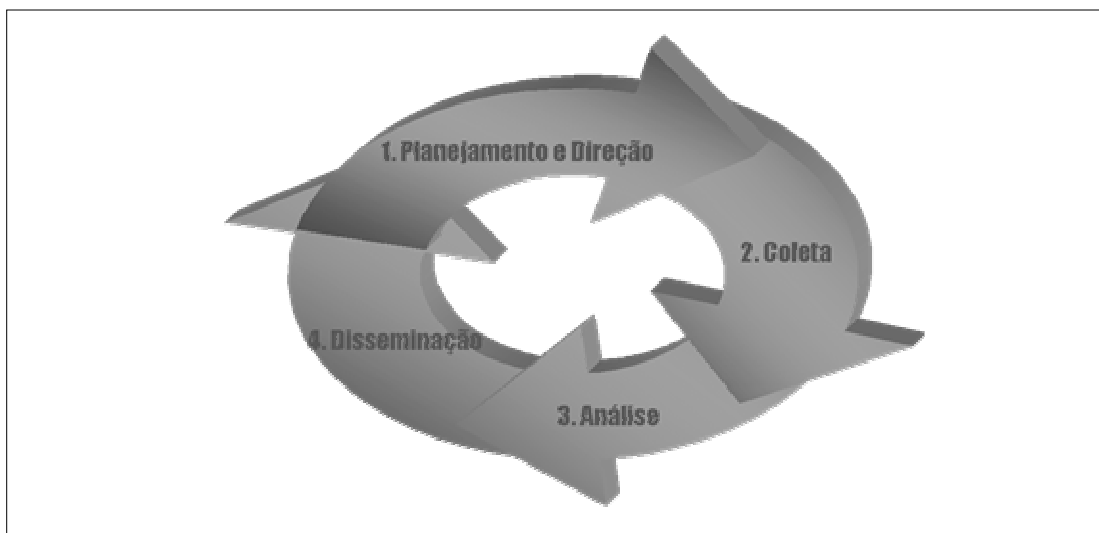 1. Planejamento e Direção
2. Coleta
3. Análise
4. Disseminação